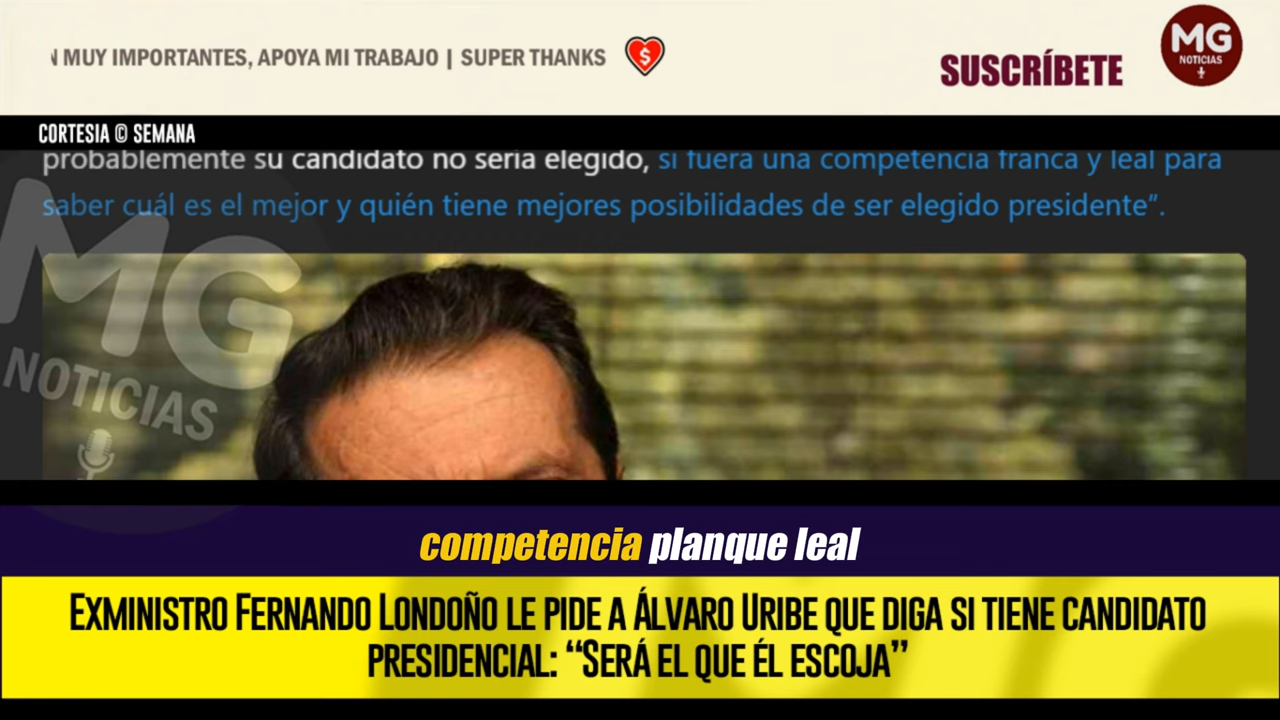 N MUY IMPORTANTES, APOYA MI TRABAJO | SUPER THANKS
SUSCRÍBETE
MG
NOTICIAS
CORTESIA © SEMANA
probablemente su candidato no sería elegido, si fuera una competencia franca y leal para
saber cuál es el mejor y quién tiene mejores posibilidades de ser elegido presidente”.
MG
NOTICIAS
competencia planque leal
EXMINISTRO FERNANDO LONDOÑO LE PIDE A ÁLVARO URIBE QUE DIGA SI TIENE CANDIDATO
PRESIDENCIAL: “SERÁ EL QUE ÉL ESCOJA”